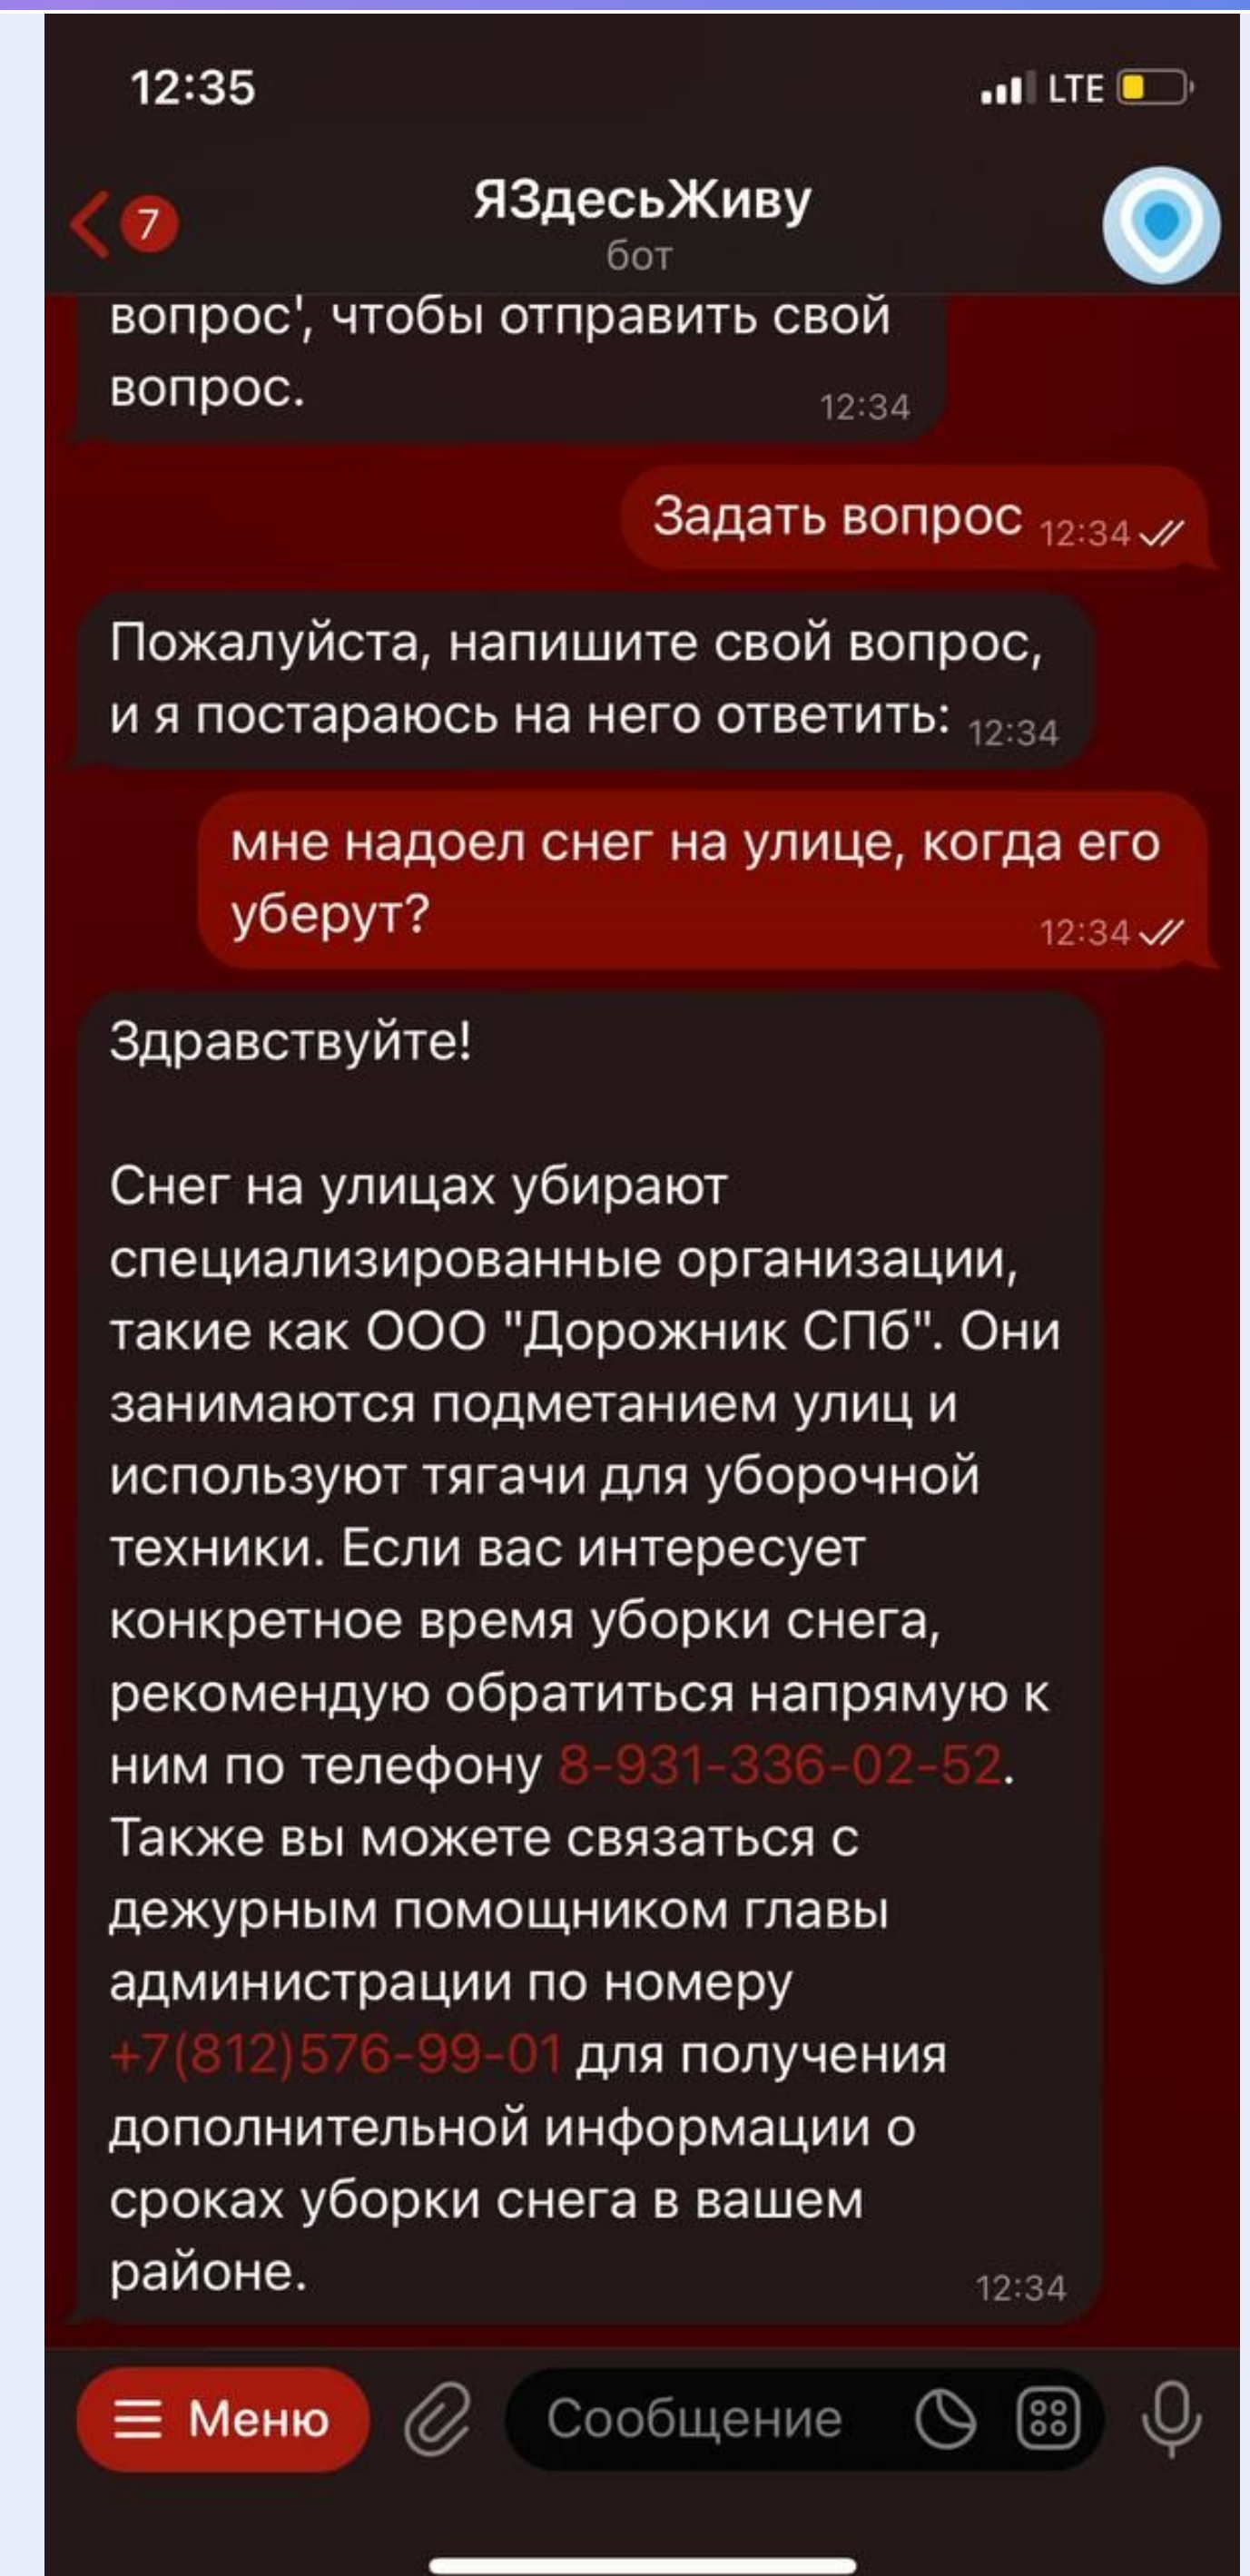 12:35
LTE
7
ЯЗдесьЖиву
бот
вопрос', чтобы отправить свой
вопрос.
12:34
Задать вопрос 12:34
Пожалуйста, напишите свой вопрос,
и я постараюсь на него ответить: 12:34
мне надоел снег на улице, когда его
уберут?
12:34
Здравствуйте!
Снег на улицах убирают
специализированные организации,
такие как ООО "Дорожник СПб". Они
занимаются подметанием улиц и
используют тягачи для уборочной
техники. Если вас интересует
конкретное время уборки снега,
рекомендую обратиться напрямую к
ним по телефону 8-931-336-02-52.
Также вы можете связаться с
дежурным помощником главы
администрации по номеру
+7(812)576-99-01 для получения
дополнительной информации о
сроках уборки снега в вашем
районе.
12:34
Меню
Сообщение